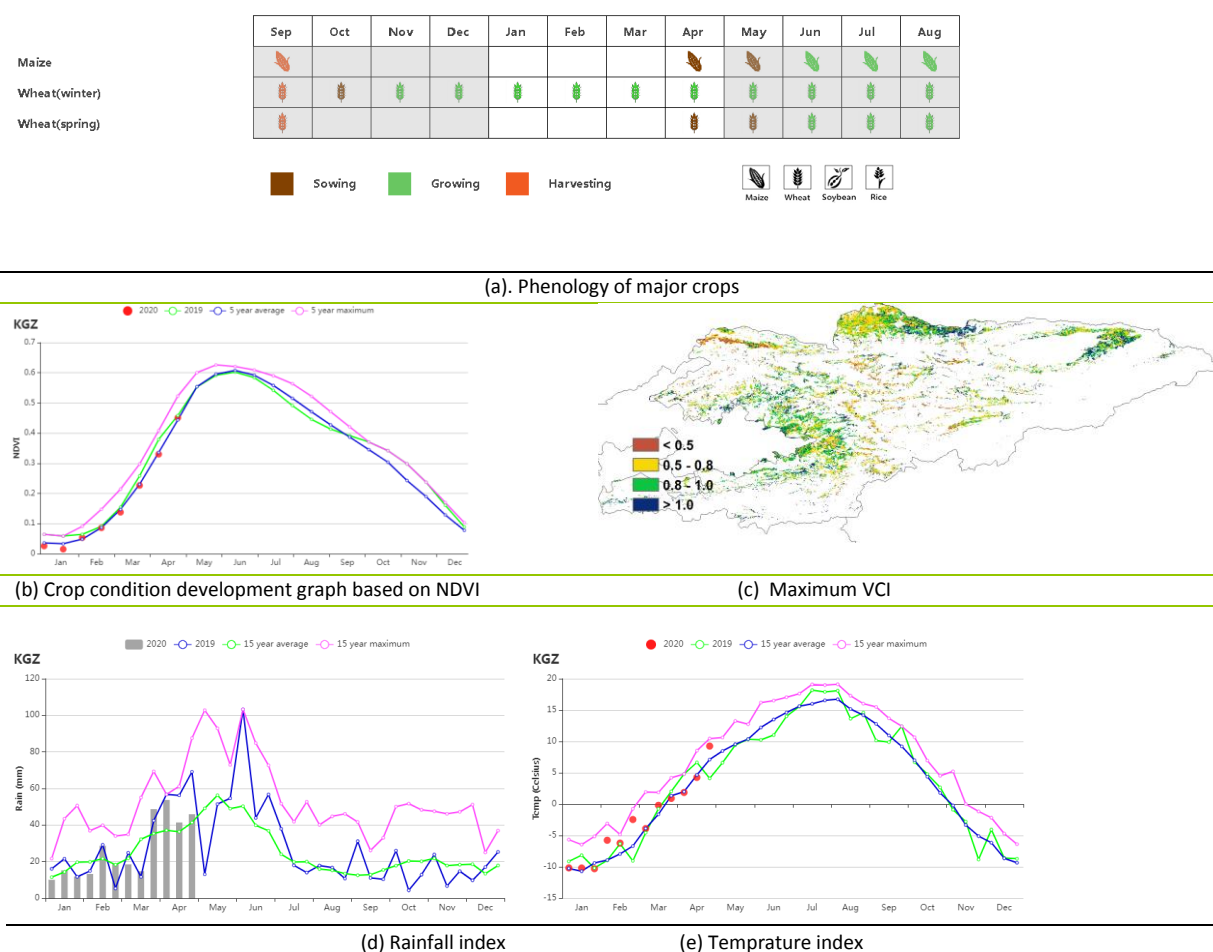 Sep Oct Nov Dec Jan Feb Mar Apr May Jun Jul Aug
Maize
Wheat(winter)
Wheat(spring)
Sowing Growing Harvesting
Maize Wheat Soybean Rice
(a). Phenology of major crops
2020 2019 5 year average 5 year maximum
KGZ
0.7
0.6
0.5
0.4
0.3
0.2
0.1
0
NDVI
Jan Feb Mar Apr May Jun Jul Aug Sep Oct Nov Dec
< 0.5
0.5 - 0.8
0.8 - 1.0
> 1.0
(b) Crop condition development graph based on NDVI
(c) Maximum VCI
2020 2019 15 year average 15 year maximum
KGZ
120
100
80
60
40
20
0
Rain (mm)
Jan Feb Mar Apr May Jun Jul Aug Sep Oct Nov Dec
2020 2019 15 year average 15 year maximum
KGZ
20
15
10
5
0
-5
-10
-15
Temp (Celsius)
Jan Feb Mar Apr May Jun Jul Aug Sep Oct Nov Dec
(d) Rainfall index
(e) Temprature index